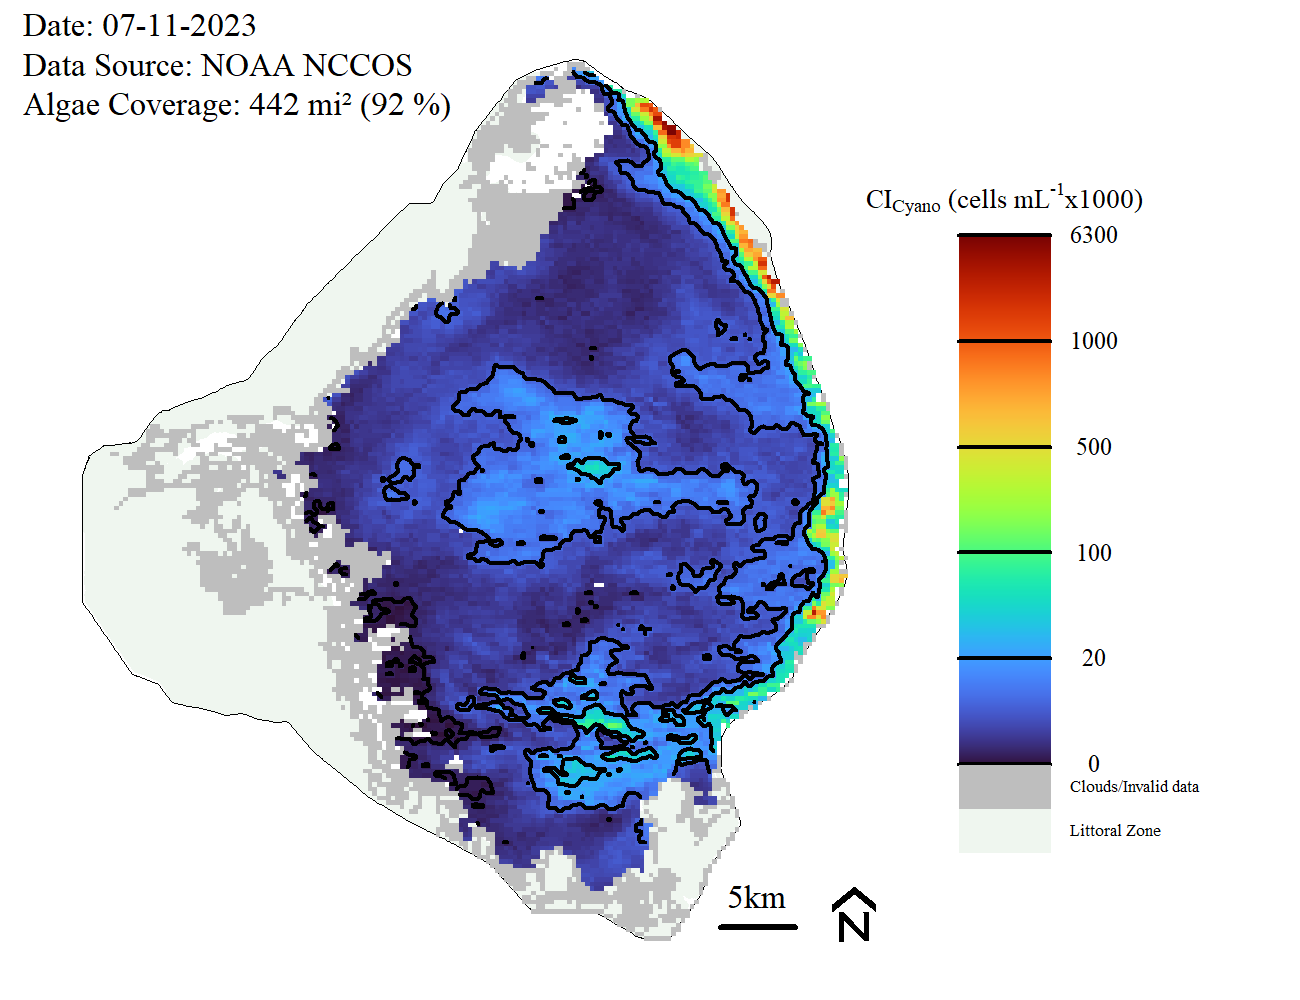 Date: 07-11-2023
Data Source: NOAA NCCOS
Algae Coverage: 442 mi² (92 %)
CICyano (cells mL-1x1000)
6300
1000
500
100
20
0
Clouds/Invalid data
Littoral Zone
5km
N